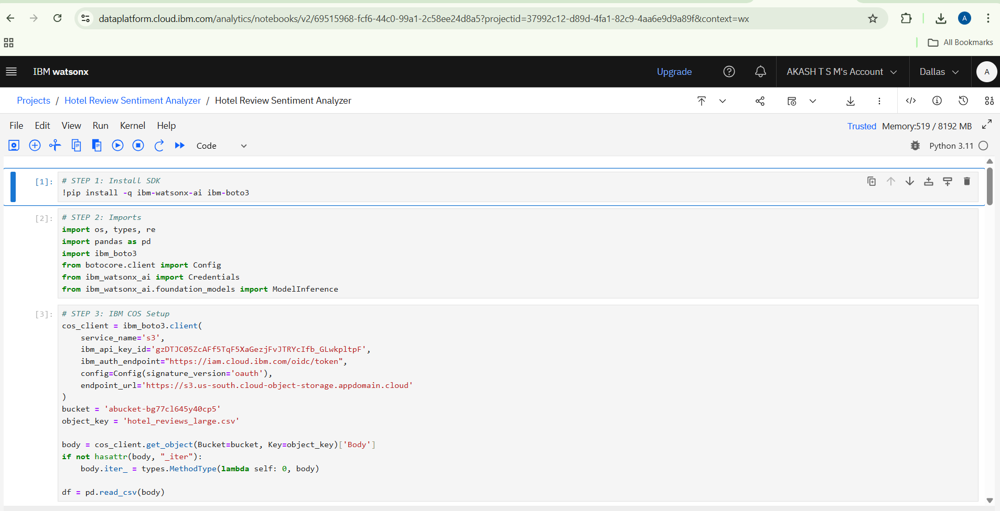 dataplatform.cloud.ibm.com/analytics/notebooks/v2/69515968-fcf6-44c0-99a1-2c58ee24d8a5?projectid=37992c12-d89d-4fa1-82c9-4aa6e9d9a89f&context=wx
A
All Bookmarks
IBM watsonx
Upgrade
AKASH T S M's Account
Dallas
A
Projects / Hotel Review Sentiment Analyzer / Hotel Review Sentiment Analyzer
File Edit View Run Kernel Help
Trusted Memory:519 / 8192 MB
Code
Python 3.11
[1]:
# STEP 1: Install SDK
!pip install -q ibm-watsonx-ai ibm-boto3
[2]:
# STEP 2: Imports
import os, types, re
import pandas as pd
import ibm_boto3
from botocore.client import Config
from ibm_watsonx_ai import Credentials
from ibm_watsonx_ai.foundation_models import ModelInference
[3]:
# STEP 3: IBM COS Setup
cos_client = ibm_boto3.client(
    service_name='s3',
    ibm_api_key_id='gzDTJC05ZcAFf5TqF5XaGezjFvJTRYcIfb_GLwkpltpF',
    ibm_auth_endpoint="https://iam.cloud.ibm.com/oidc/token",
    config=Config(signature_version='oauth'),
    endpoint_url='https://s3.us-south.cloud-object-storage.appdomain.cloud'
)
bucket = 'abucket-bg77cl645y40cp5'
object_key = 'hotel_reviews_large.csv'
body = cos_client.get_object(Bucket=bucket, Key=object_key)['Body']
if not hasattr(body, "_iter"):
    body.iter_ = types.MethodType(lambda self: 0, body)
df = pd.read_csv(body)